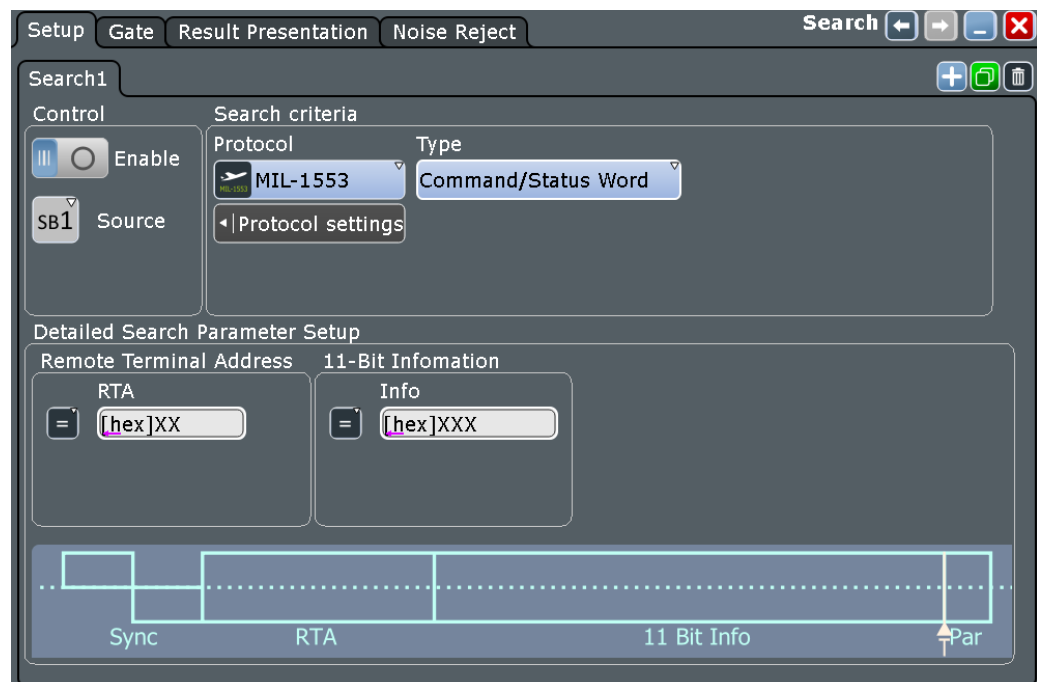 Setup Gate Result Presentation Noise Reject Search
Search1
Control Search criteria
Protocol Type
Enable MIL-1553 MIL-1553 Command/Status Word
SB1 Source Protocol settings
Detailed Search Parameter Setup
Remote Terminal Address 11-Bit Infomation
RTA Info
= [hex]XX = [hex]XXX
Sync RTA 11 Bit Info Par
T